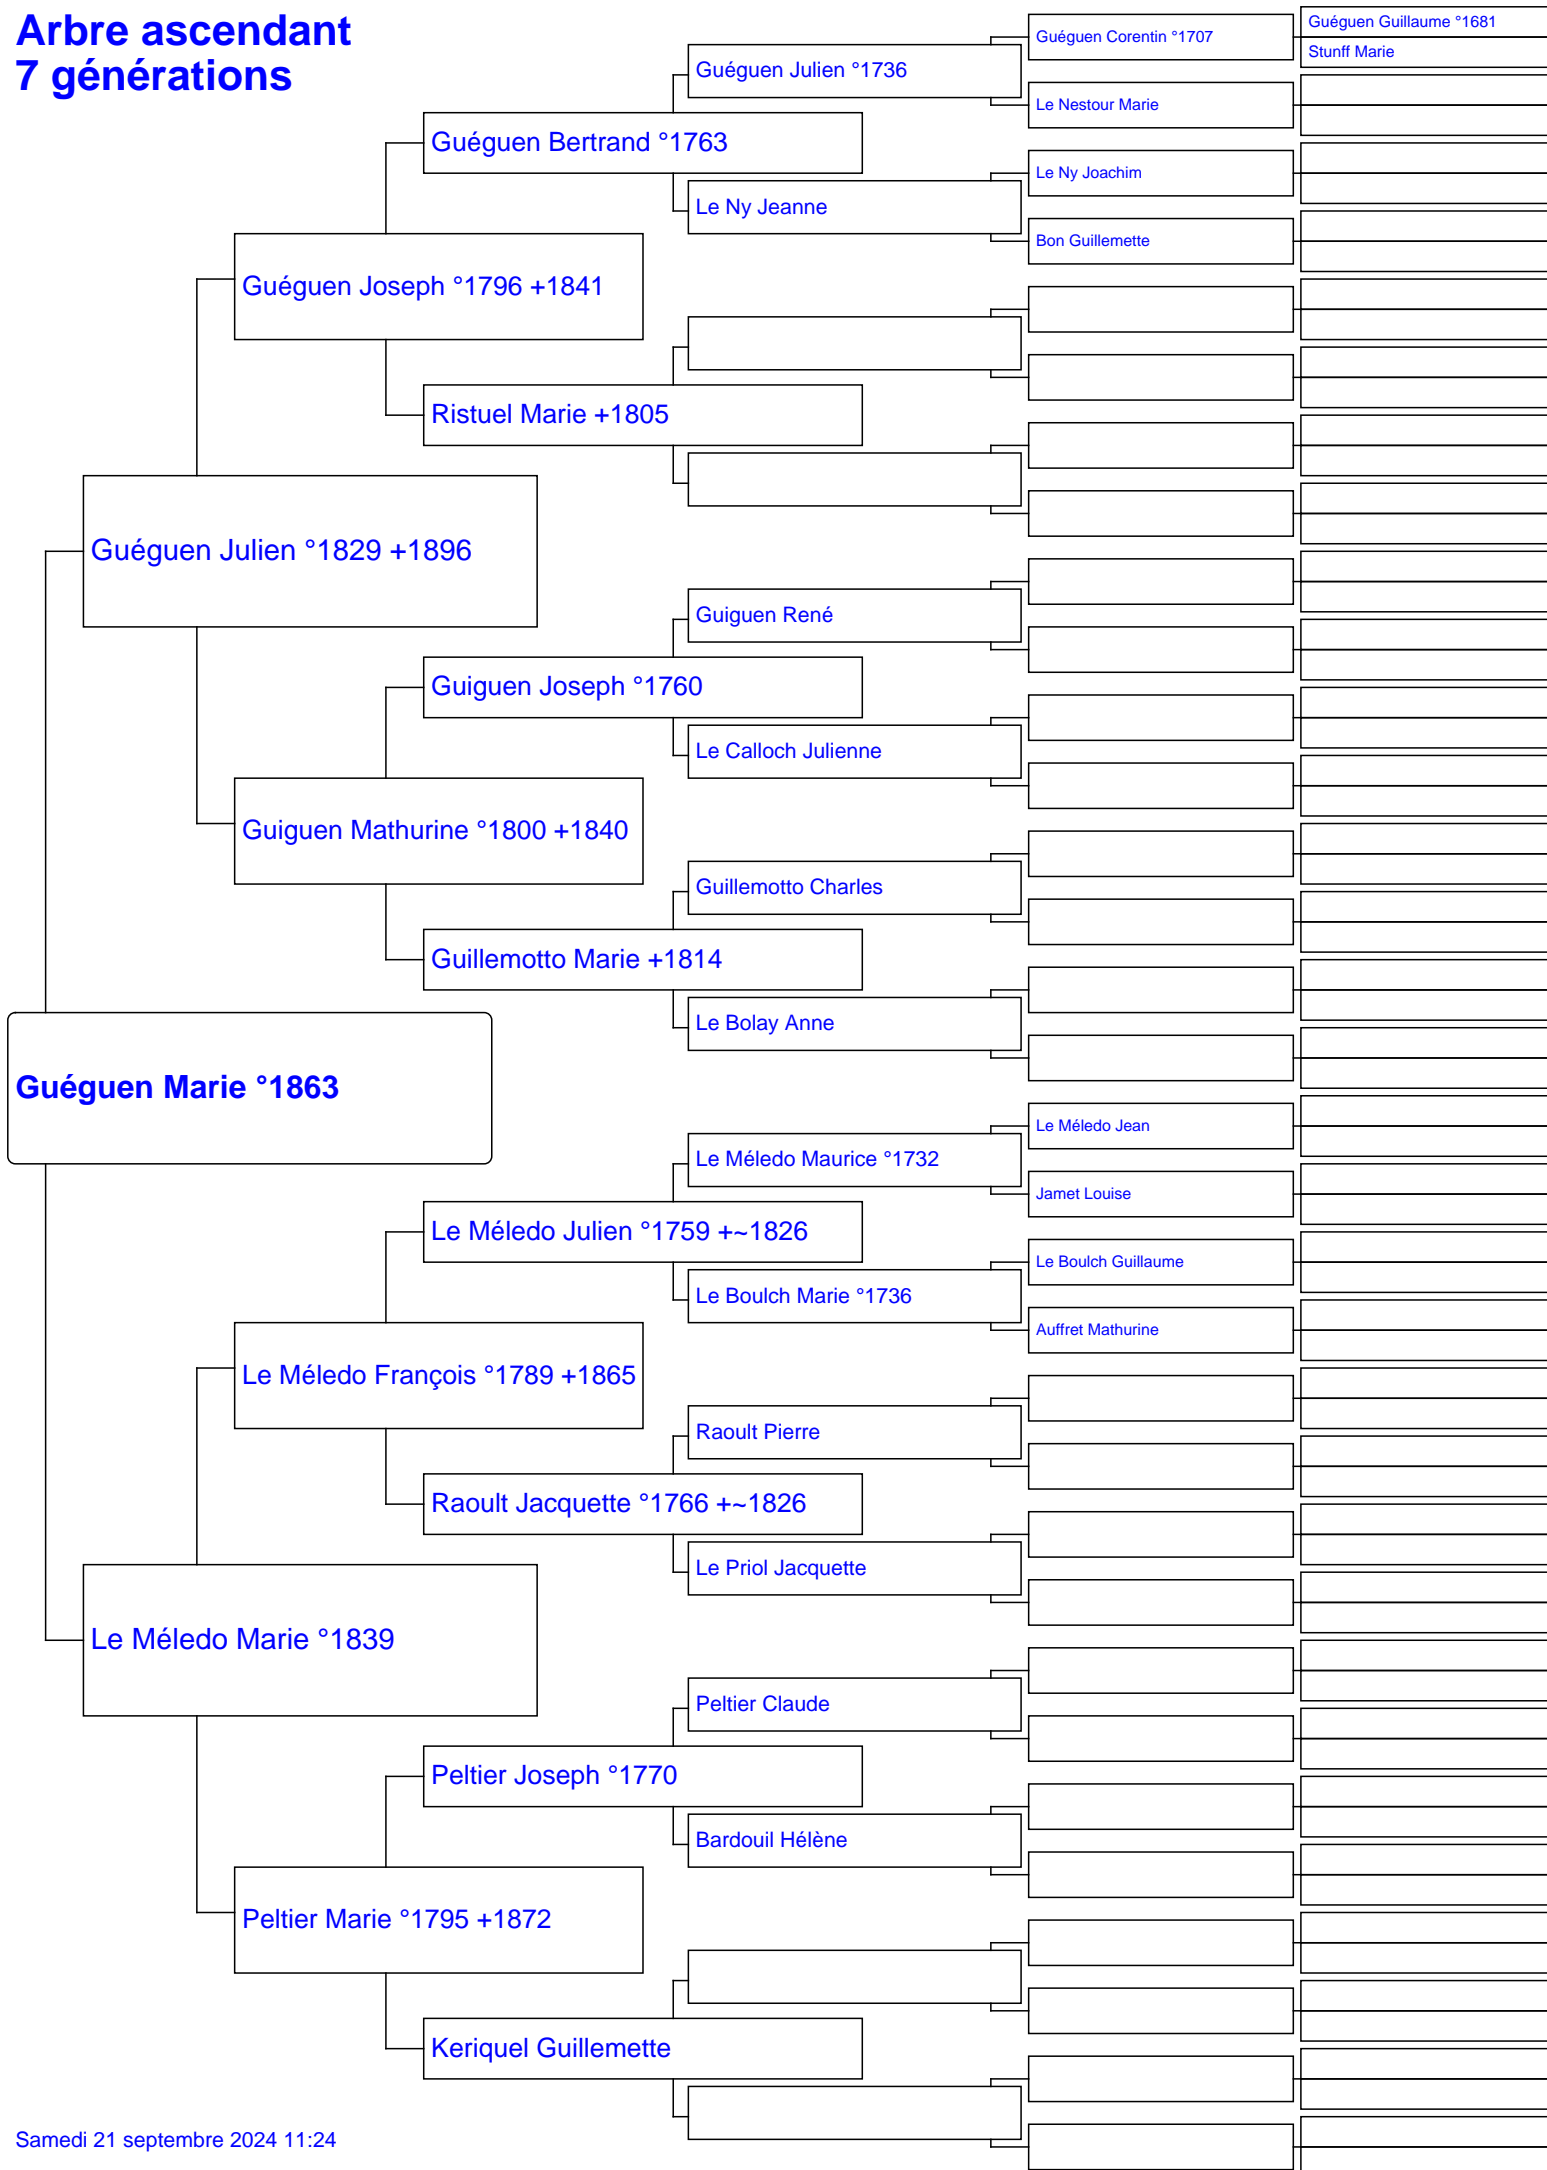 Arbre ascendant
7 générations
Guéguen Marie °1863
Guéguen Julien °1829 +1896
Le Méledo Marie °1839
Guéguen Joseph °1796 +1841
Guiguen Mathurine °1800 +1840
Le Méledo François °1789 +1865
Peltier Marie °1795 +1872
Guéguen Bertrand °1763
Ristuel Marie +1805
Guiguen Joseph °1760
Guillemotto Marie +1814
Le Méledo Julien °1759 +~1826
Raoult Jacquette °1766 +~1826
Peltier Joseph °1770
Keriquel Guillemette
Guéguen Julien °1736
Le Ny Jeanne
Guiguen René
Le Calloch Julienne
Guillemotto Charles
Le Bolay Anne
Le Méledo Maurice °1732
Le Boulch Marie °1736
Raoult Pierre
Le Priol Jacquette
Peltier Claude
Bardouil Hélène
Guéguen Corentin °1707
Le Nestour Marie
Le Ny Joachim
Bon Guillemette
Le Méledo Jean
Jamet Louise
Le Boulch Guillaume
Auffret Mathurine
Guéguen Guillaume °1681
Stunff Marie
Samedi 21 septembre 2024 11:24